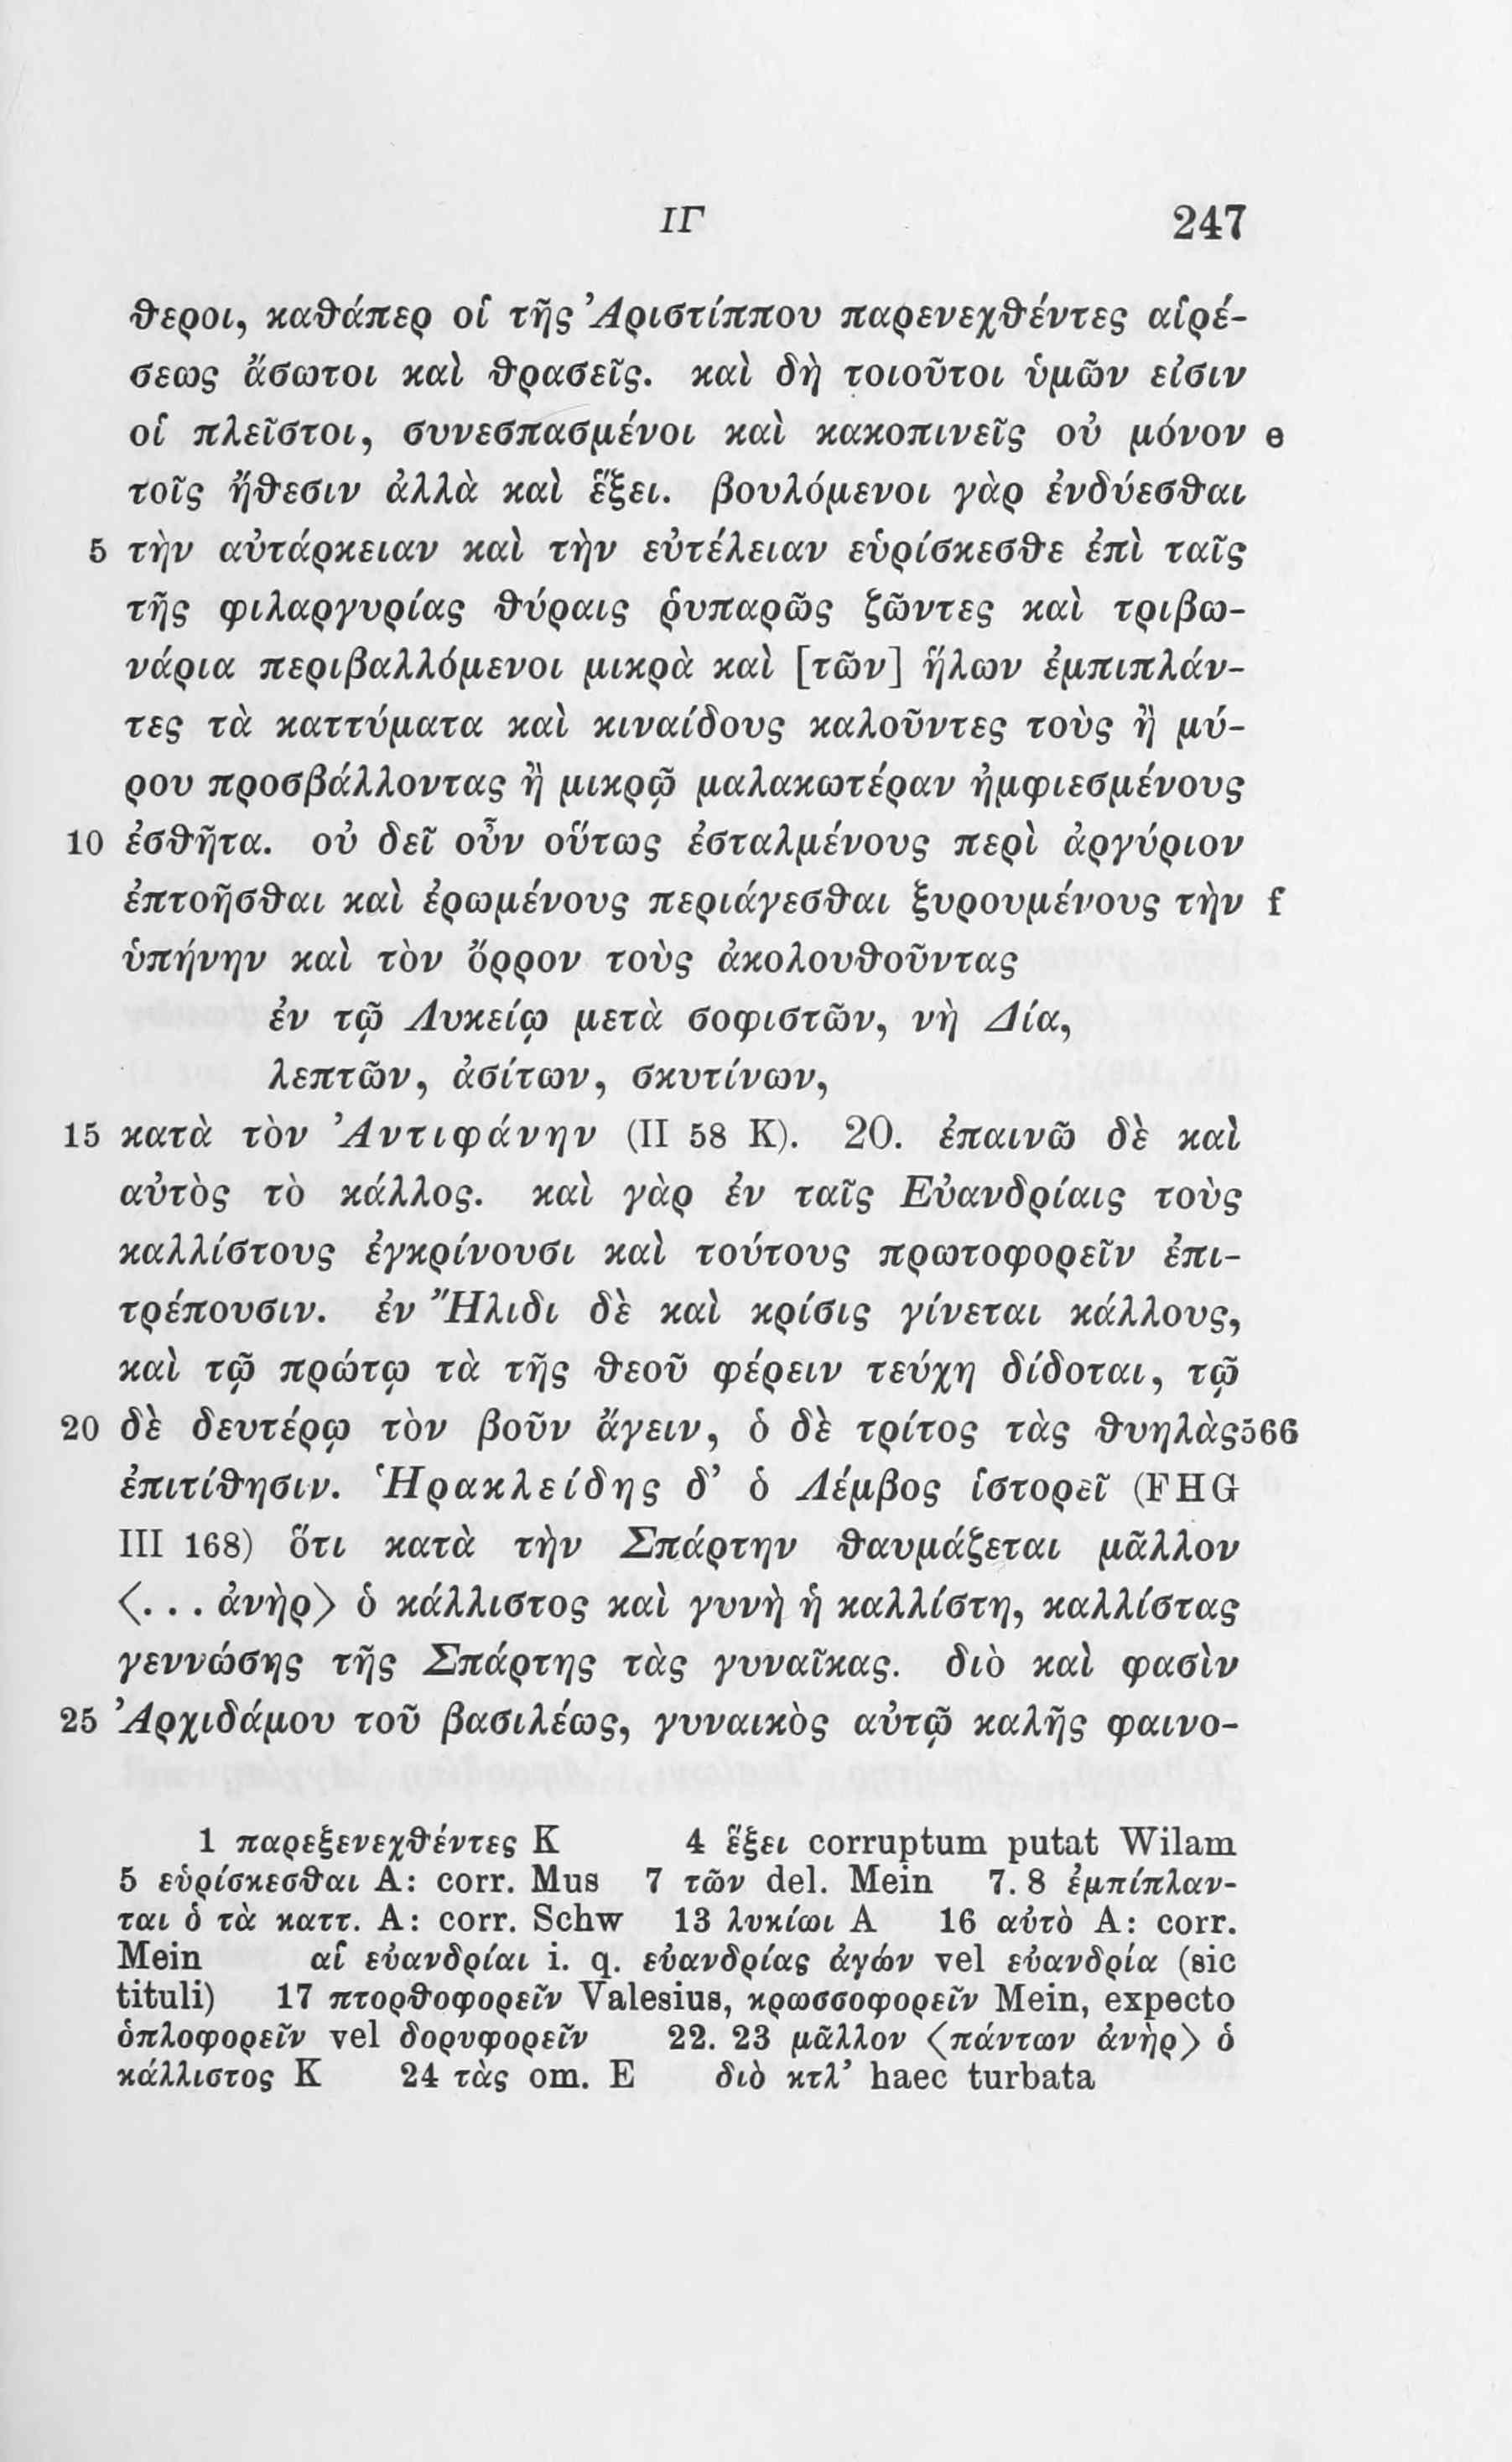 ΙΓ 247
θεροι, καθάπερ οἱ τῆς Ἀριστίππου παρενεχθέντες αἱρέ-
σεως ἄσωτοι καὶ θρασεῖς. καὶ δὴ τοιοῦτοι ὑμῶν εἰσιν
οἱ πλεῖστοι, συνεσπασμένοι καὶ κακοπινεῖς οὐ μόνον e
τοῖς ἤθεσιν ἀλλὰ καὶ ἕξει. βουλόμενοι γὰρ ἐνδύεσθαι
5 τὴν αὐτάρκειαν καὶ τὴν εὐτέλειαν εὑρίσκεσθε ἐπὶ ταῖς
τῆς φιλαργυρίας θύραις ῥυπαρῶς ζῶντες καὶ τριβω-
νάρια περιβαλλόμενοι μικρὰ καὶ [τῶν] ἥλων ἐμπιπλάν-
τες τὰ καττύματα καὶ κιναίδους καλοῦντες τοὺς ἢ μύ-
ρου προσβάλλοντας ἢ μικρῷ μαλακωτέραν ἠμφιεσμένους
10 ἐσθῆτα. οὐ δεῖ οὖν οὕτως ἐσταλμένους περὶ ἀργύριον
ἐπτοῆσθαι καὶ ἐρωμένους περιάγεσθαι ξυρουμένους τὴν f
ὑπήνην καὶ τὸν ὄρρον τοὺς ἀκολουθοῦντας
ἐν τῷ Λυκείῳ μετὰ σοφιστῶν, νὴ Δία,
λεπτῶν, ἀσίτων, σκυτίνων,
15 κατὰ τὸν Ἀντιφάνην (II 58 K). 20. ἐπαινῶ δὲ καὶ
αὐτὸς τὸ κάλλος. καὶ γὰρ ἐν ταῖς Εὐανδρίαις τοὺς
καλλίστους ἐγκρίνουσι καὶ τούτους πρωτοφορεῖν ἐπι-
τρέπουσιν. ἐν Ἤλιδι δὲ καὶ κρίσις γίνεται κάλλους,
καὶ τῷ πρώτῳ τὰ τῆς θεοῦ φέρειν τεύχη δίδοται, τῷ
20 δὲ δευτέρῳ τὸν βοῦν ἄγειν, ὁ δὲ τρίτος τὰς θυηλὰς 566
ἐπιτίθησιν. Ἡρακλείδης δ’ ὁ Λέμβος ἱστορεῖ (FHG
III 168) ὅτι κατὰ τὴν Σπάρτην θαυμάζεται μᾶλλον
⟨... ἀνὴρ⟩ ὁ κάλλιστος καὶ γυνὴ ἡ καλλίστη, καλλίστας
γεννώσης τῆς Σπάρτης τὰς γυναῖκας. διὸ καὶ φασὶν
25 Ἀρχιδάμου τοῦ βασιλέως, γυναικὸς αὐτῷ καλῆς φαινο-
1 παρεξενεχθέντες K 4 ἕξει corruptum putat Wilam
5 εὑρίσκεσθαι A: corr. Mus 7 τῶν del. Mein 7. 8 ἐμπίπλαν-
ται ὁ τὰ καττ. A: corr. Schw 13 λυκίωι A 16 αὐτὸ A: corr.
Mein αἱ εὐανδρίαι i. q. εὐανδρίας ἀγών vel εὐανδρία (sic
tituli) 17 πτορθοφορεῖν Valesius, κρωσσοφορεῖν Mein, expecto
ὁπλοφορεῖν vel δορυφορεῖν 22. 23 μᾶλλον ⟨πάντων ἀνὴρ⟩ ὁ
κάλλιστος K 24 τὰς om. E διὸ κτλ’ haec turbata